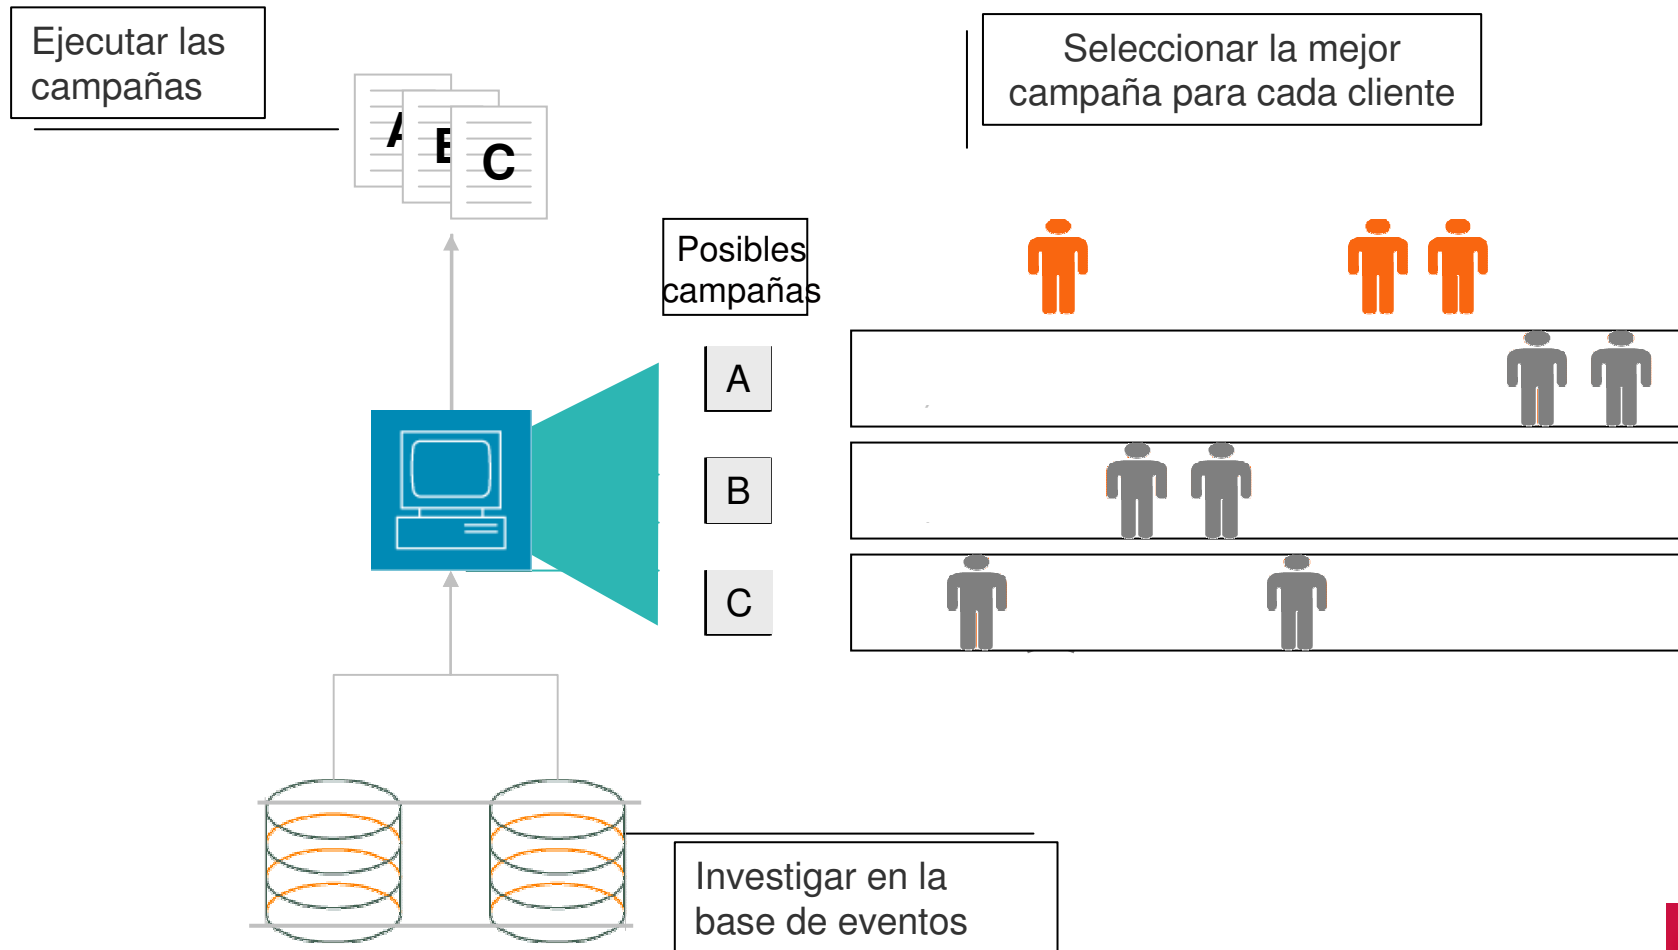 Ejecutar las
campañas
Seleccionar la mejor
campaña para cada cliente
A
B
C
Posibles
campañas
A
B
C
Investigar en la
base de eventos